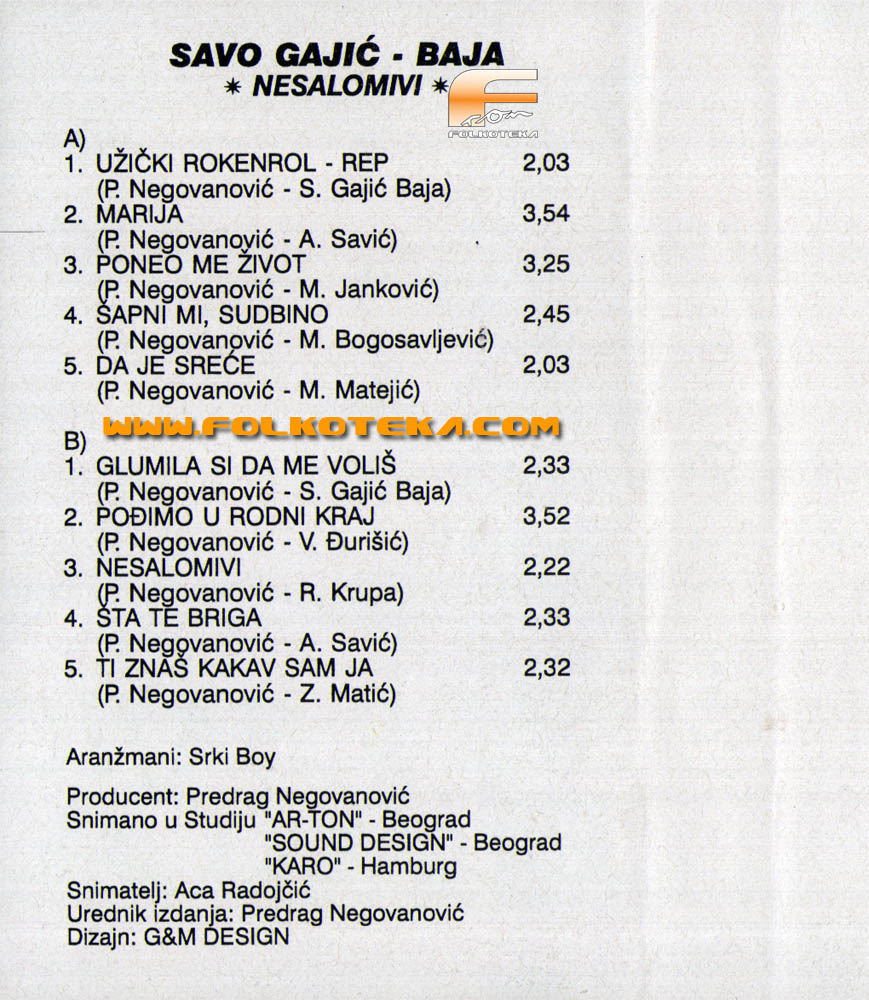 SAVO GAJIĆ - BAJA
✷ NESALOMIVI ✷
FOLKOTEKA
A)
1. UŽIČKI ROKENROL - REP 2,03
(P. Negovanović - S. Gajić Baja)
2. MARIJA 3,54
(P. Negovanović - A. Savić)
3. PONEO ME ŽIVOT 3,25
(P. Negovanović - M. Janković)
4. ŠAPNI MI, SUDBINO 2,45
(P. Negovanović - M. Bogosavljević)
5. DA JE SREĆE 2,03
(P. Negovanović - M. Matejić)
WWW.FOLKOTEKA.COM
B)
1. GLUMILA SI DA ME VOLIŠ 2,33
(P. Negovanović - S. Gajić Baja)
2. POĐIMO U RODNI KRAJ 3,52
(P. Negovanović - V. Đurišić)
3. NESALOMIVI 2,22
(P. Negovanović - R. Krupa)
4. ŠTA TE BRIGA 2,33
(P. Negovanović - A. Savić)
5. TI ZNAŠ KAKAV SAM JA 2,32
(P. Negovanović - Z. Matić)
Aranžmani: Srki Boy
Producent: Predrag Negovanović
Snimano u Studiju "AR-TON" - Beograd
"SOUND DESIGN" - Beograd
"KARO" - Hamburg
Snimatelj: Aca Radojčić
Urednik izdanja: Predrag Negovanović
Dizajn: G&M DESIGN